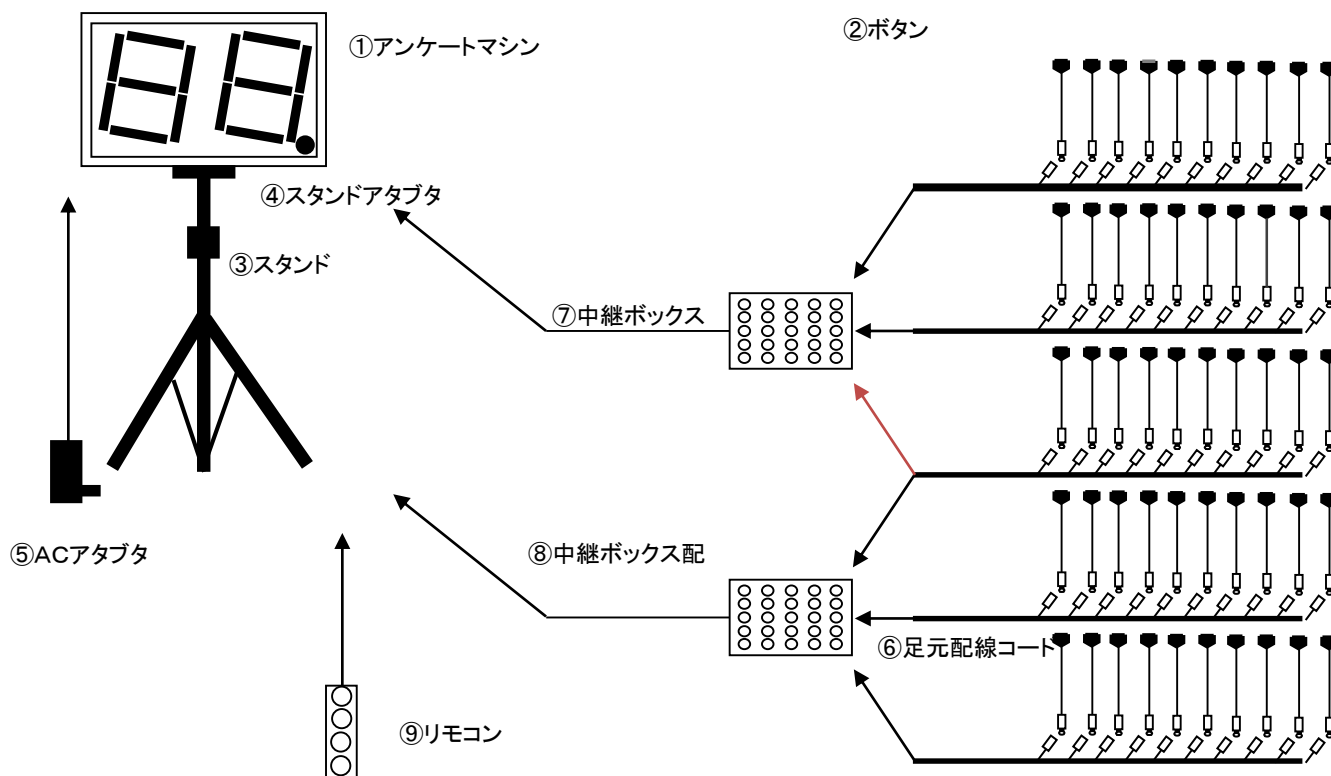 ①アンケートマシン
②ボタン
④スタンドアタブタ
③スタンド
⑦中継ボックス
⑤ACアタブタ
⑧中継ボックス配
⑥足元配線コード
⑨リモコン